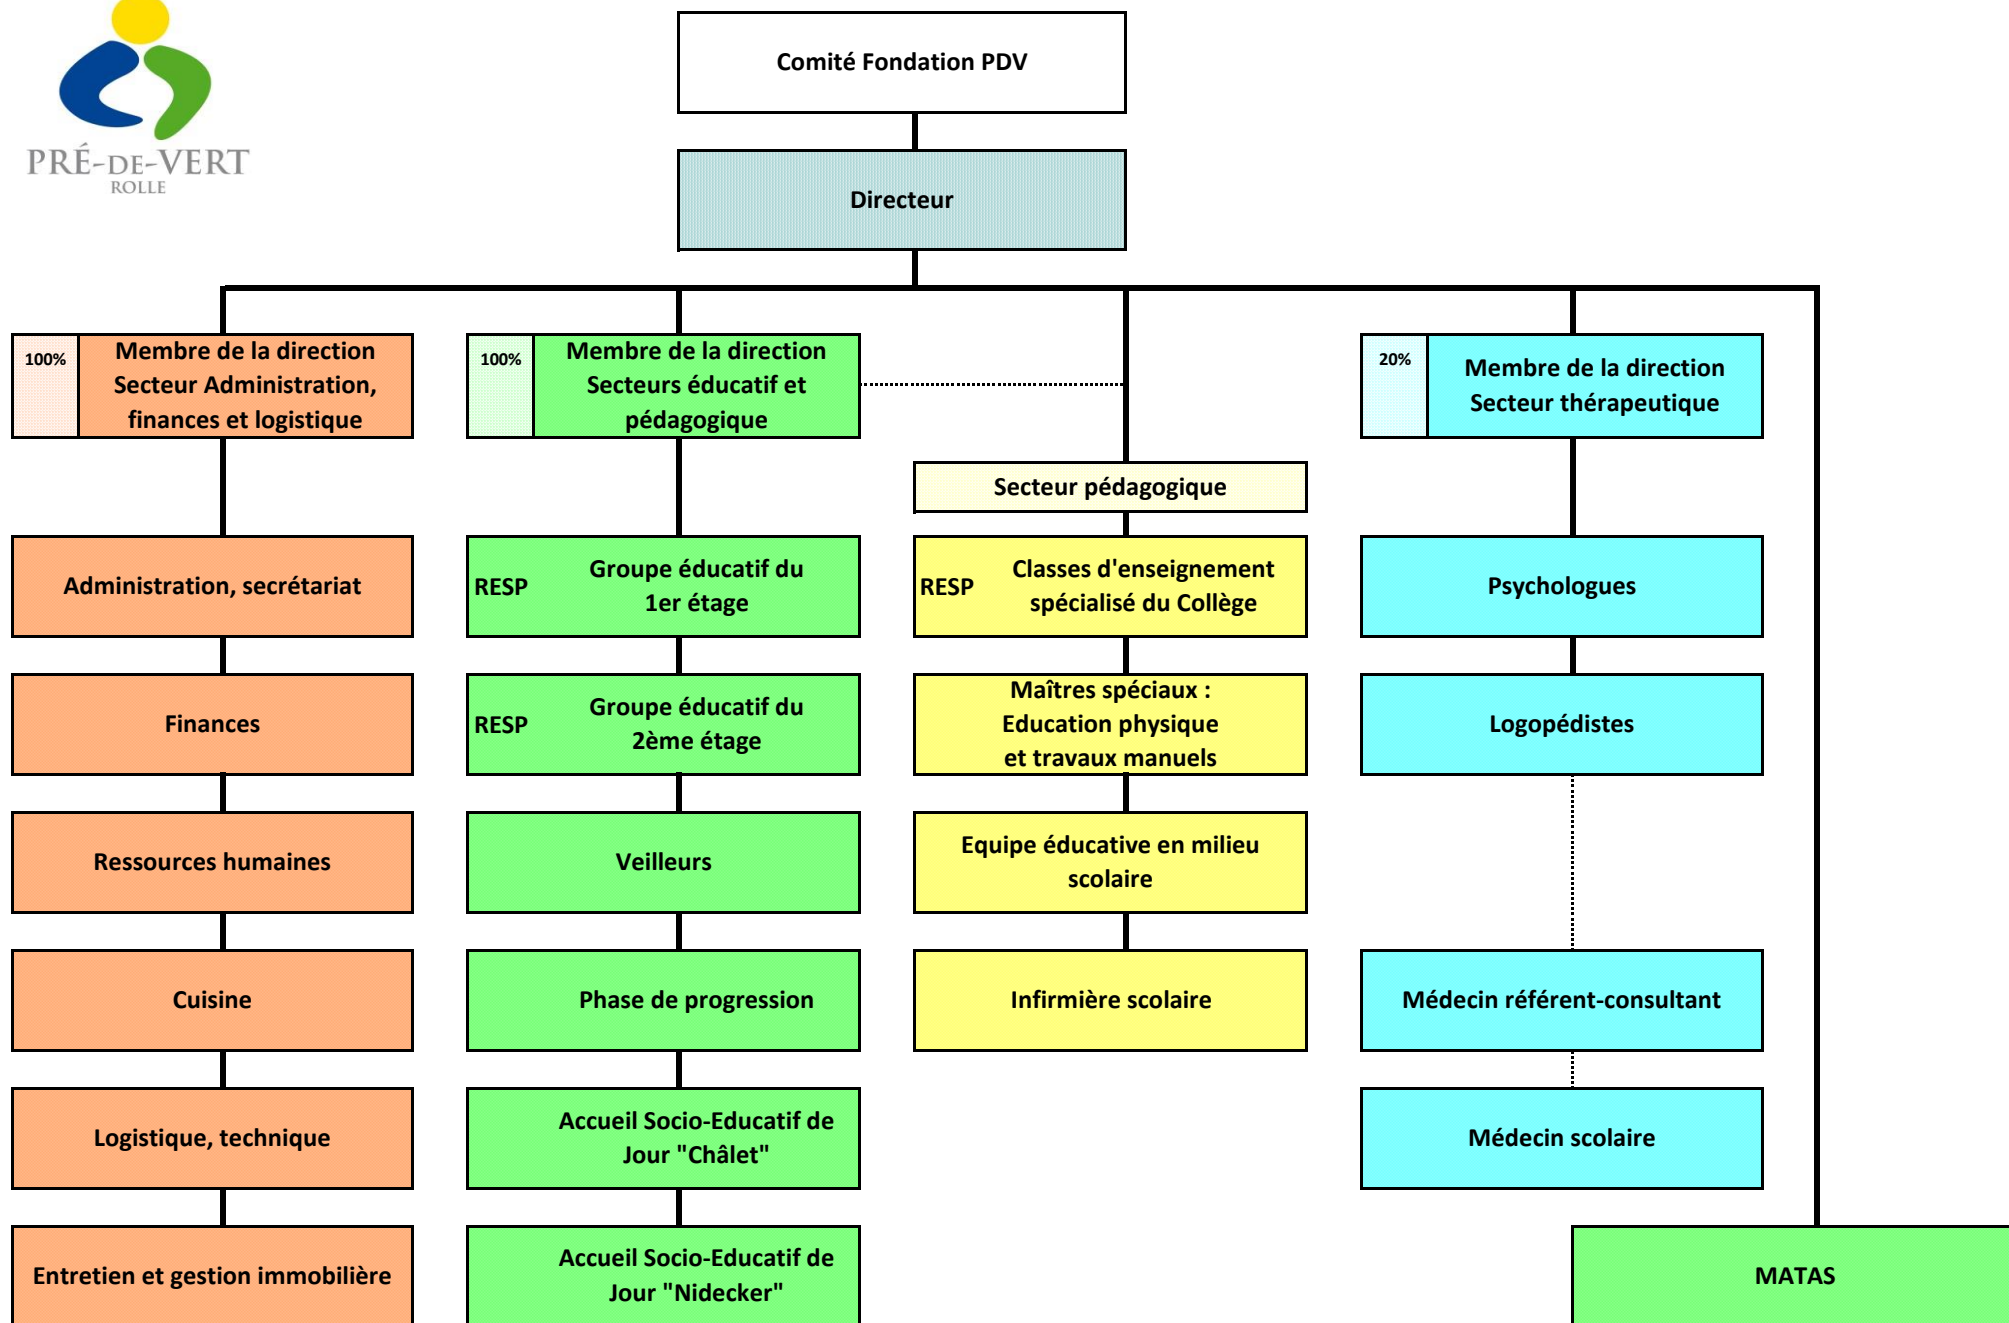 PRÉ-DE-VERT
ROLLE
Comité Fondation PDV
Directeur
100%
Membre de la direction
Secteur Administration,
finances et logistique
100%
Membre de la direction
Secteurs éducatif et
pédagogique
20%
Membre de la direction
Secteur thérapeutique
Secteur pédagogique
Administration, secrétariat
RESP
Groupe éducatif du
1er étage
RESP
Classes d'enseignement
spécialisé du Collège
Psychologues
Finances
RESP
Groupe éducatif du
2ème étage
Maîtres spéciaux :
Education physique
et travaux manuels
Logopédistes
Ressources humaines
Veilleurs
Equipe éducative en milieu
scolaire
Cuisine
Phase de progression
Infirmière scolaire
Médecin référent-consultant
Logistique, technique
Accueil Socio-Educatif de
Jour "Châlet"
Médecin scolaire
Entretien et gestion immobilière
Accueil Socio-Educatif de
Jour "Nidecker"
MATAS